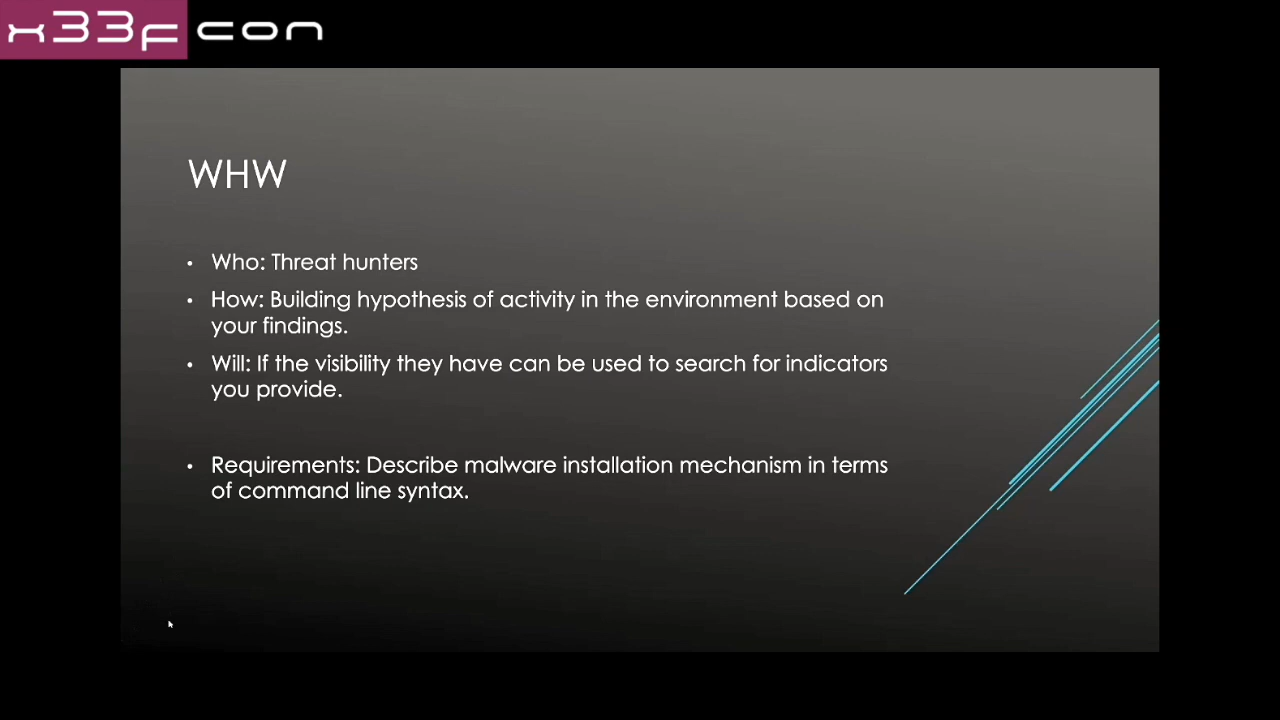 x33fcon
WHW
• Who: Threat hunters
• How: Building hypothesis of activity in the environment based on
your findings.
• Will: If the visibility they have can be used to search for indicators
you provide.
• Requirements: Describe malware installation mechanism in terms
of command line syntax.